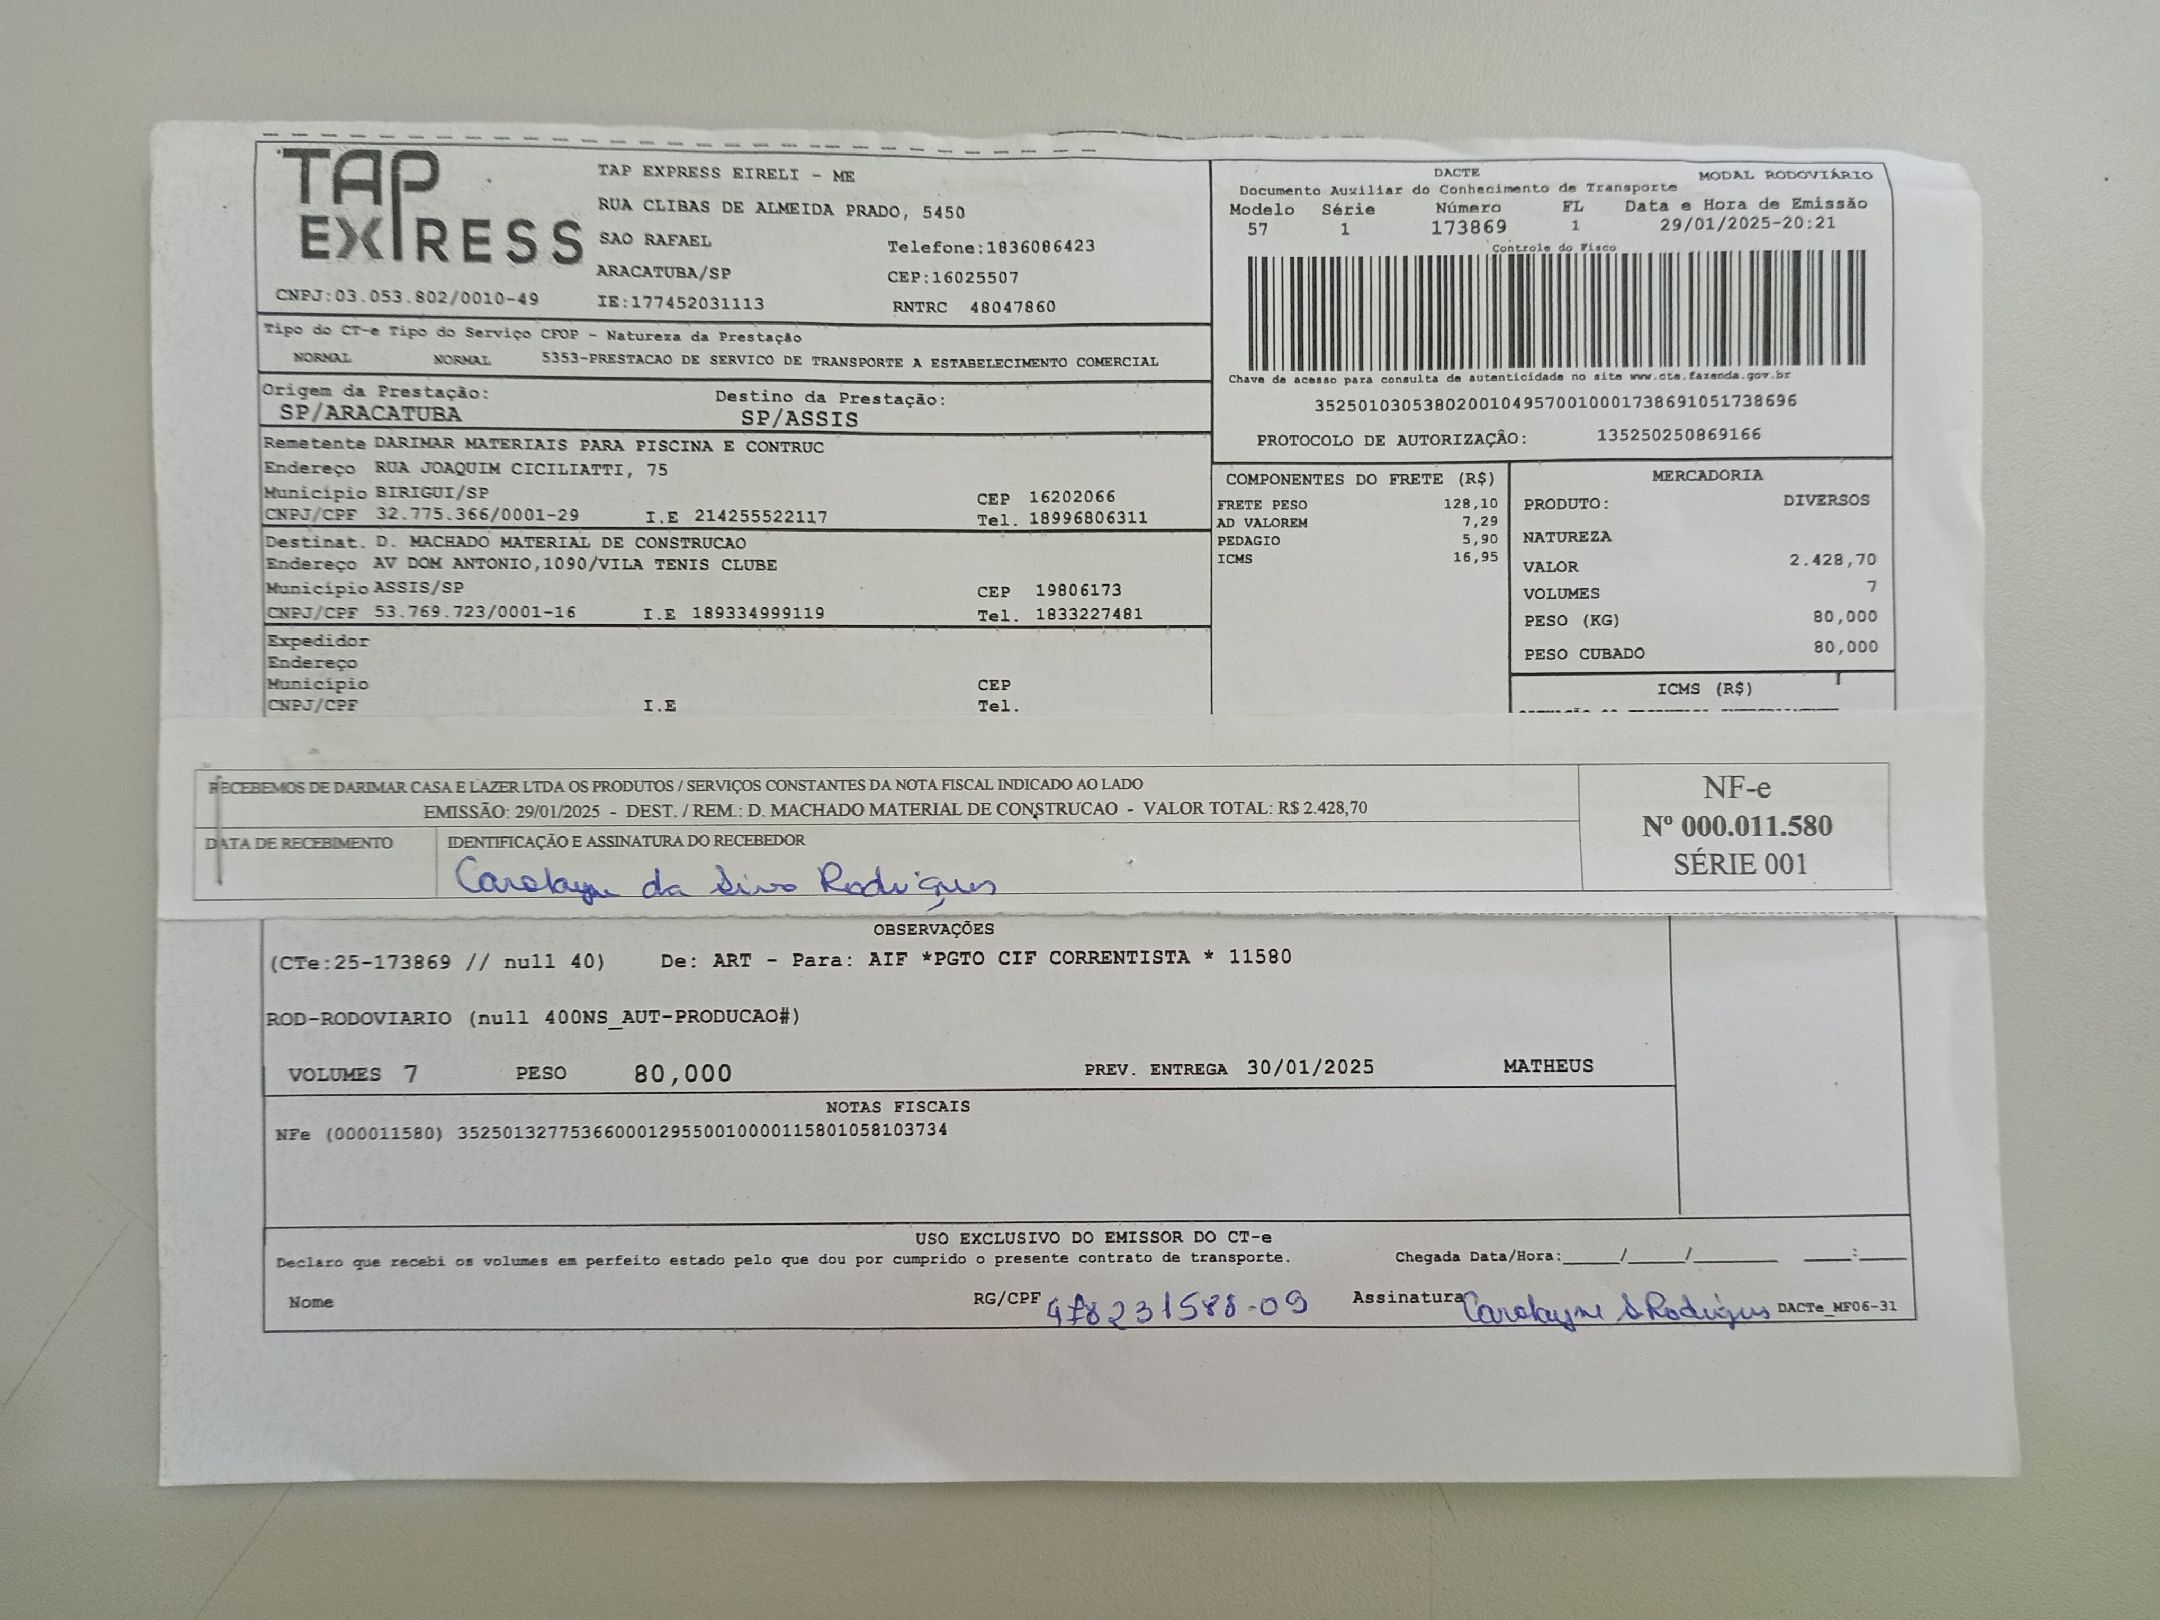 TAP EXPRESS
TAP EXPRESS EIRELI - ME
RUA CLIBAS DE ALMEIDA PRADO, 5450
SAO RAFAEL Telefone:1836086423
ARACATUBA/SP CEP:16025507
CNPJ:03.053.802/0010-49 IE:177452031113 RNTRC 48047860
DACTE MODAL RODOVIÁRIO
Documento Auxiliar do Conhecimento de Transporte
Modelo Série Número FL Data e Hora de Emissão
57 1 173869 1 29/01/2025-20:21
Controle do Fisco
Chave de acesso para consulta de autenticidade no site www.cte.fazenda.gov.br
35250103053802001049570010001738691051738696
PROTOCOLO DE AUTORIZAÇÃO: 135250250869166
Tipo do CT-e Tipo do Serviço CFOP - Natureza da Prestação
NORMAL NORMAL 5353-PRESTACAO DE SERVICO DE TRANSPORTE A ESTABELECIMENTO COMERCIAL
Origem da Prestação: Destino da Prestação:
SP/ARACATUBA SP/ASSIS
Remetente DARIMAR MATERIAIS PARA PISCINA E CONTRUC
Endereço RUA JOAQUIM CICILIATTI, 75
Município BIRIGUI/SP CEP 16202066
CNPJ/CPF 32.775.366/0001-29 I.E 214255522117 Tel. 18996806311
Destinat. D. MACHADO MATERIAL DE CONSTRUCAO
Endereço AV DOM ANTONIO,1090/VILA TENIS CLUBE
Município ASSIS/SP CEP 19806173
CNPJ/CPF 53.769.723/0001-16 I.E 189334999119 Tel. 1833227481
Expedidor
Endereço
Município CEP
CNPJ/CPF I.E Tel.
COMPONENTES DO FRETE (R$)
FRETE PESO 128,10
AD VALOREM 7,29
PEDAGIO 5,90
ICMS 16,95
MERCADORIA
PRODUTO: DIVERSOS
NATUREZA
VALOR 2.428,70
VOLUMES 7
PESO (KG) 80,000
PESO CUBADO 80,000
ICMS (R$)
RECEBEMOS DE DARIMAR CASA E LAZER LTDA OS PRODUTOS / SERVIÇOS CONSTANTES DA NOTA FISCAL INDICADO AO LADO
EMISSÃO: 29/01/2025 - DEST. / REM.: D. MACHADO MATERIAL DE CONSTRUCAO - VALOR TOTAL: R$ 2.428,70
DATA DE RECEBIMENTO IDENTIFICAÇÃO E ASSINATURA DO RECEBEDOR
Carolayne da Silva Rodrigues
NF-e
Nº 000.011.580
SÉRIE 001
OBSERVAÇÕES
(CTe:25-173869 // null 40) De: ART - Para: AIF *PGTO CIF CORRENTISTA * 11580
ROD-RODOVIARIO (null 400NS_AUT-PRODUCAO#)
VOLUMES 7 PESO 80,000 PREV. ENTREGA 30/01/2025 MATHEUS
NOTAS FISCAIS
NFe (000011580) 35250132775366000129550010000115801058103734
USO EXCLUSIVO DO EMISSOR DO CT-e
Declaro que recebi os volumes em perfeito estado pelo que dou por cumprido o presente contrato de transporte. Chegada Data/Hora:____/____/______ ____:____
Nome RG/CPF 478231588-09 Assinatura Carolayne S Rodrigues DACTe_MF06-31